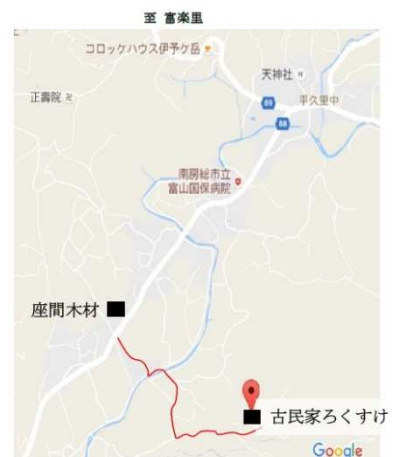 至 富楽里
コロッケハウス伊予ケ岳
天神社
正壽院
89
平久里中
88
南房総市立
富山国保病院
座間木材
古民家ろくすけ
Google